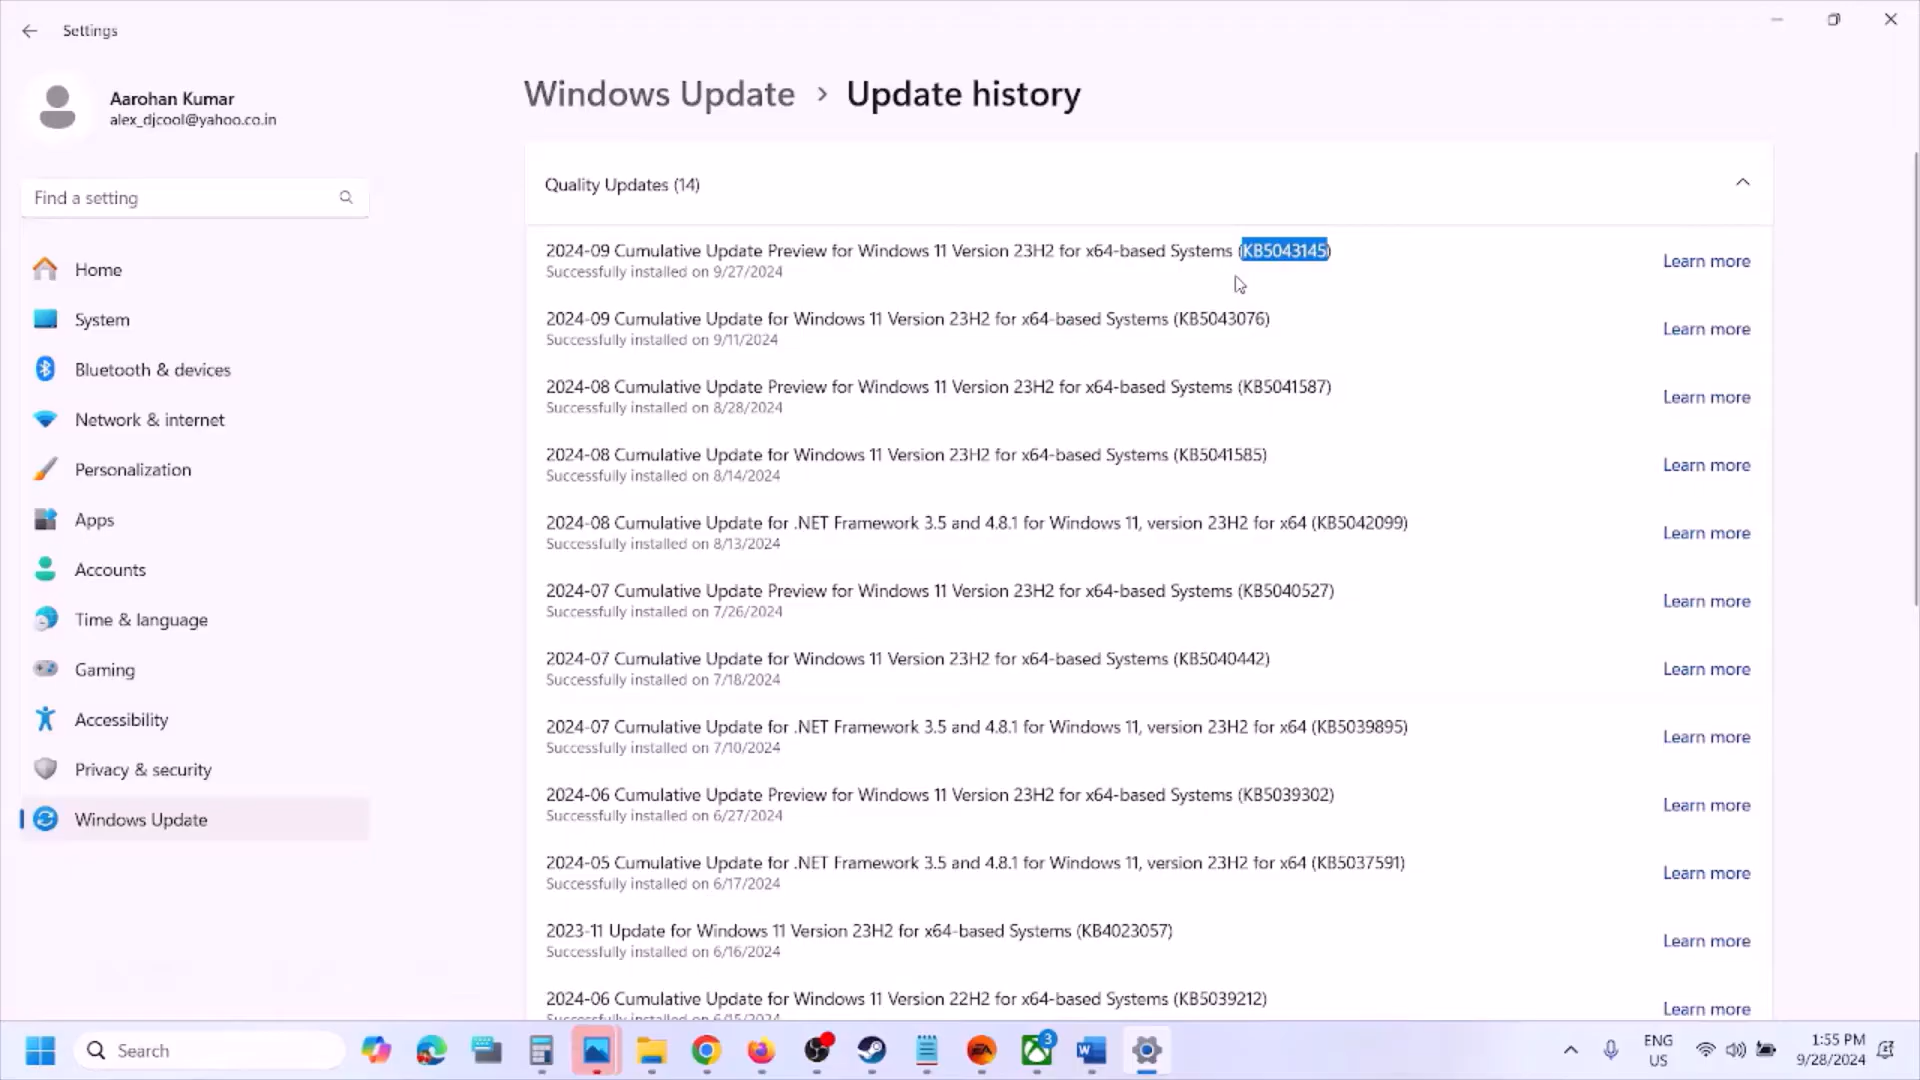 Settings
Aarohan Kumar
alex_djcool@yahoo.co.in
Find a setting
Home
System
Bluetooth & devices
Network & internet
Personalization
Apps
Accounts
Time & language
Gaming
Accessibility
Privacy & security
Windows Update
Windows Update > Update history
Quality Updates (14)
2024-09 Cumulative Update Preview for Windows 11 Version 23H2 for x64-based Systems (KB5043145)
Successfully installed on 9/27/2024
Learn more
2024-09 Cumulative Update for Windows 11 Version 23H2 for x64-based Systems (KB5043076)
Successfully installed on 9/11/2024
Learn more
2024-08 Cumulative Update Preview for Windows 11 Version 23H2 for x64-based Systems (KB5041587)
Successfully installed on 8/28/2024
Learn more
2024-08 Cumulative Update for Windows 11 Version 23H2 for x64-based Systems (KB5041585)
Successfully installed on 8/14/2024
Learn more
2024-08 Cumulative Update for .NET Framework 3.5 and 4.8.1 for Windows 11, version 23H2 for x64 (KB5042099)
Successfully installed on 8/13/2024
Learn more
2024-07 Cumulative Update Preview for Windows 11 Version 23H2 for x64-based Systems (KB5040527)
Successfully installed on 7/26/2024
Learn more
2024-07 Cumulative Update for Windows 11 Version 23H2 for x64-based Systems (KB5040442)
Successfully installed on 7/18/2024
Learn more
2024-07 Cumulative Update for .NET Framework 3.5 and 4.8.1 for Windows 11, version 23H2 for x64 (KB5039895)
Successfully installed on 7/10/2024
Learn more
2024-06 Cumulative Update Preview for Windows 11 Version 23H2 for x64-based Systems (KB5039302)
Successfully installed on 6/27/2024
Learn more
2024-05 Cumulative Update for .NET Framework 3.5 and 4.8.1 for Windows 11, version 23H2 for x64 (KB5037591)
Successfully installed on 6/17/2024
Learn more
2023-11 Update for Windows 11 Version 23H2 for x64-based Systems (KB4023057)
Successfully installed on 6/16/2024
Learn more
2024-06 Cumulative Update for Windows 11 Version 22H2 for x64-based Systems (KB5039212)
Successfully installed on 6/15/2024
Learn more
Search
EA
3
W
ENG
US
1:55 PM
9/28/2024